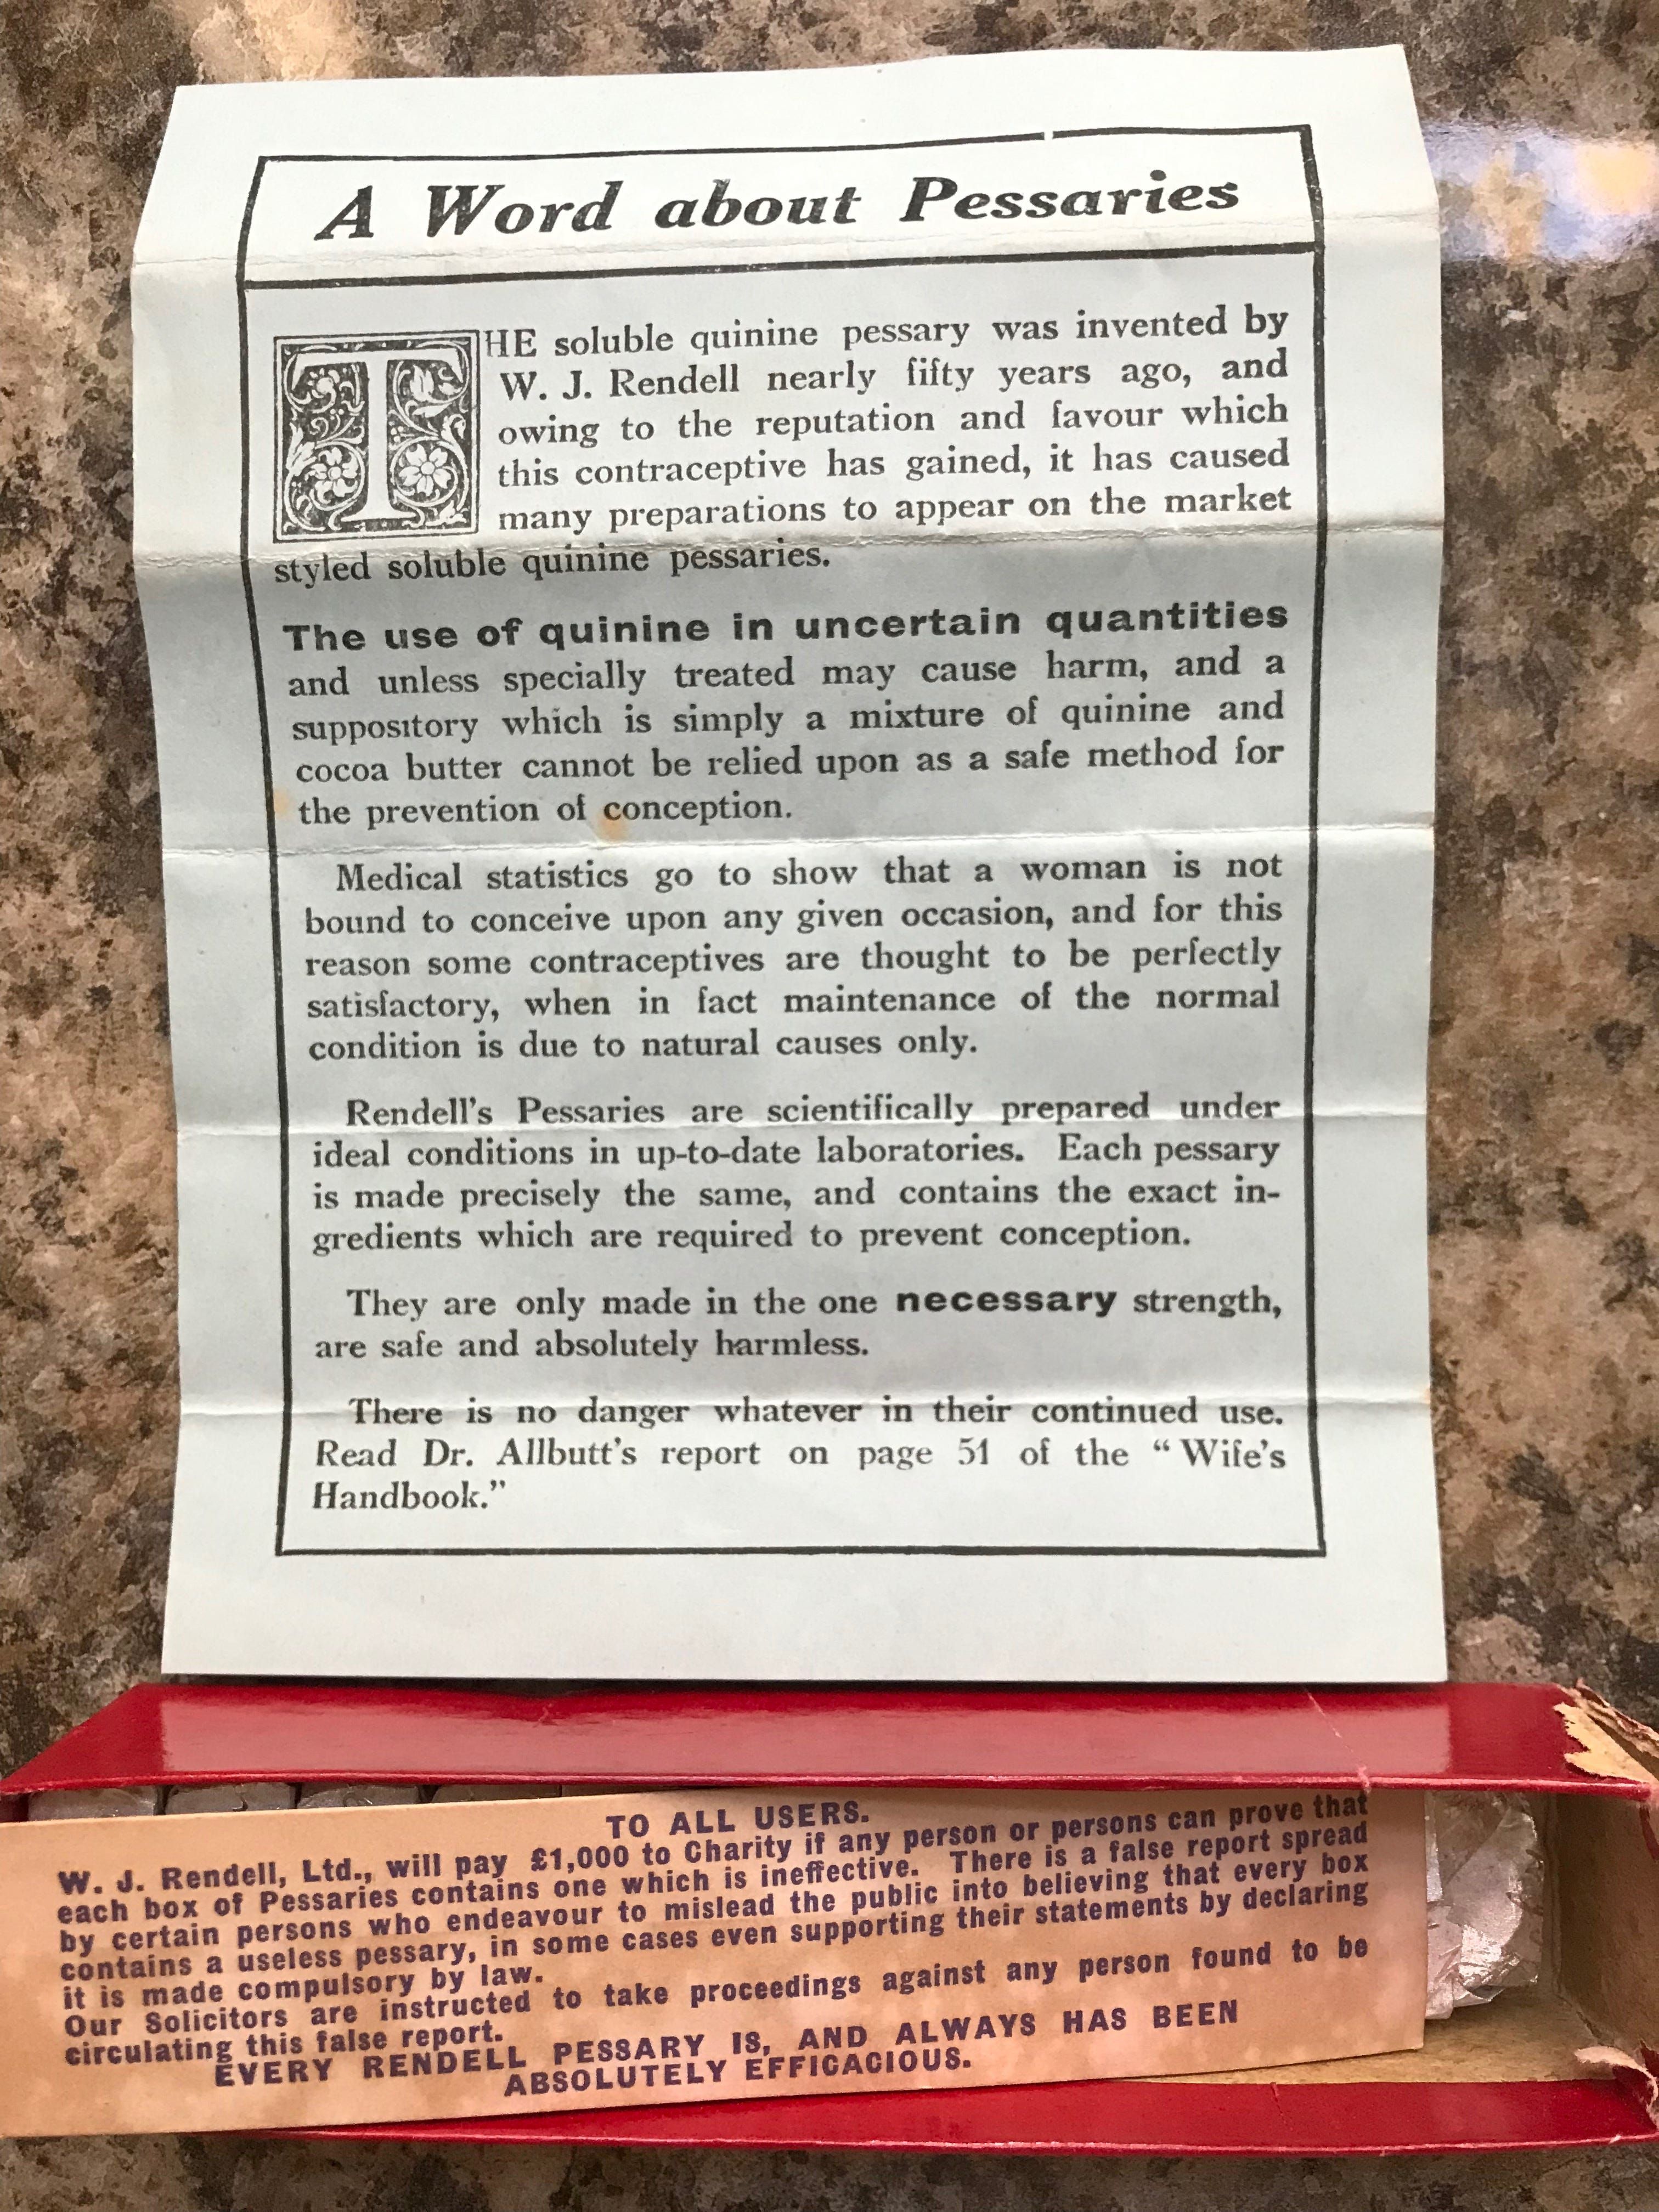 A Word about Pessaries
THE soluble quinine pessary was invented by
W. J. Rendell nearly fifty years ago, and
owing to the reputation and favour which
this contraceptive has gained, it has caused
many preparations to appear on the market
styled soluble quinine pessaries.
The use of quinine in uncertain quantities
and unless specially treated may cause harm, and a
suppository which is simply a mixture of quinine and
cocoa butter cannot be relied upon as a safe method for
the prevention of conception.
Medical statistics go to show that a woman is not
bound to conceive upon any given occasion, and for this
reason some contraceptives are thought to be perfectly
satisfactory, when in fact maintenance of the normal
condition is due to natural causes only.
Rendell's Pessaries are scientifically prepared under
ideal conditions in up-to-date laboratories. Each pessary
is made precisely the same, and contains the exact in-
gredients which are required to prevent conception.
They are only made in the one necessary strength,
are safe and absolutely harmless.
There is no danger whatever in their continued use.
Read Dr. Allbutt's report on page 51 of the "Wife's
Handbook."
TO ALL USERS.
W. J. Rendell, Ltd., will pay £1,000 to Charity if any person or persons can prove that
each box of Pessaries contains one which is ineffective. There is a false report spread
by certain persons who endeavour to mislead the public into believing that every box
contains a useless pessary, in some cases even supporting their statements by declaring
it is made compulsory by law.
Our Solicitors are instructed to take proceedings against any person found to be
circulating this false report.
EVERY RENDELL PESSARY IS, AND ALWAYS HAS BEEN
ABSOLUTELY EFFICACIOUS.